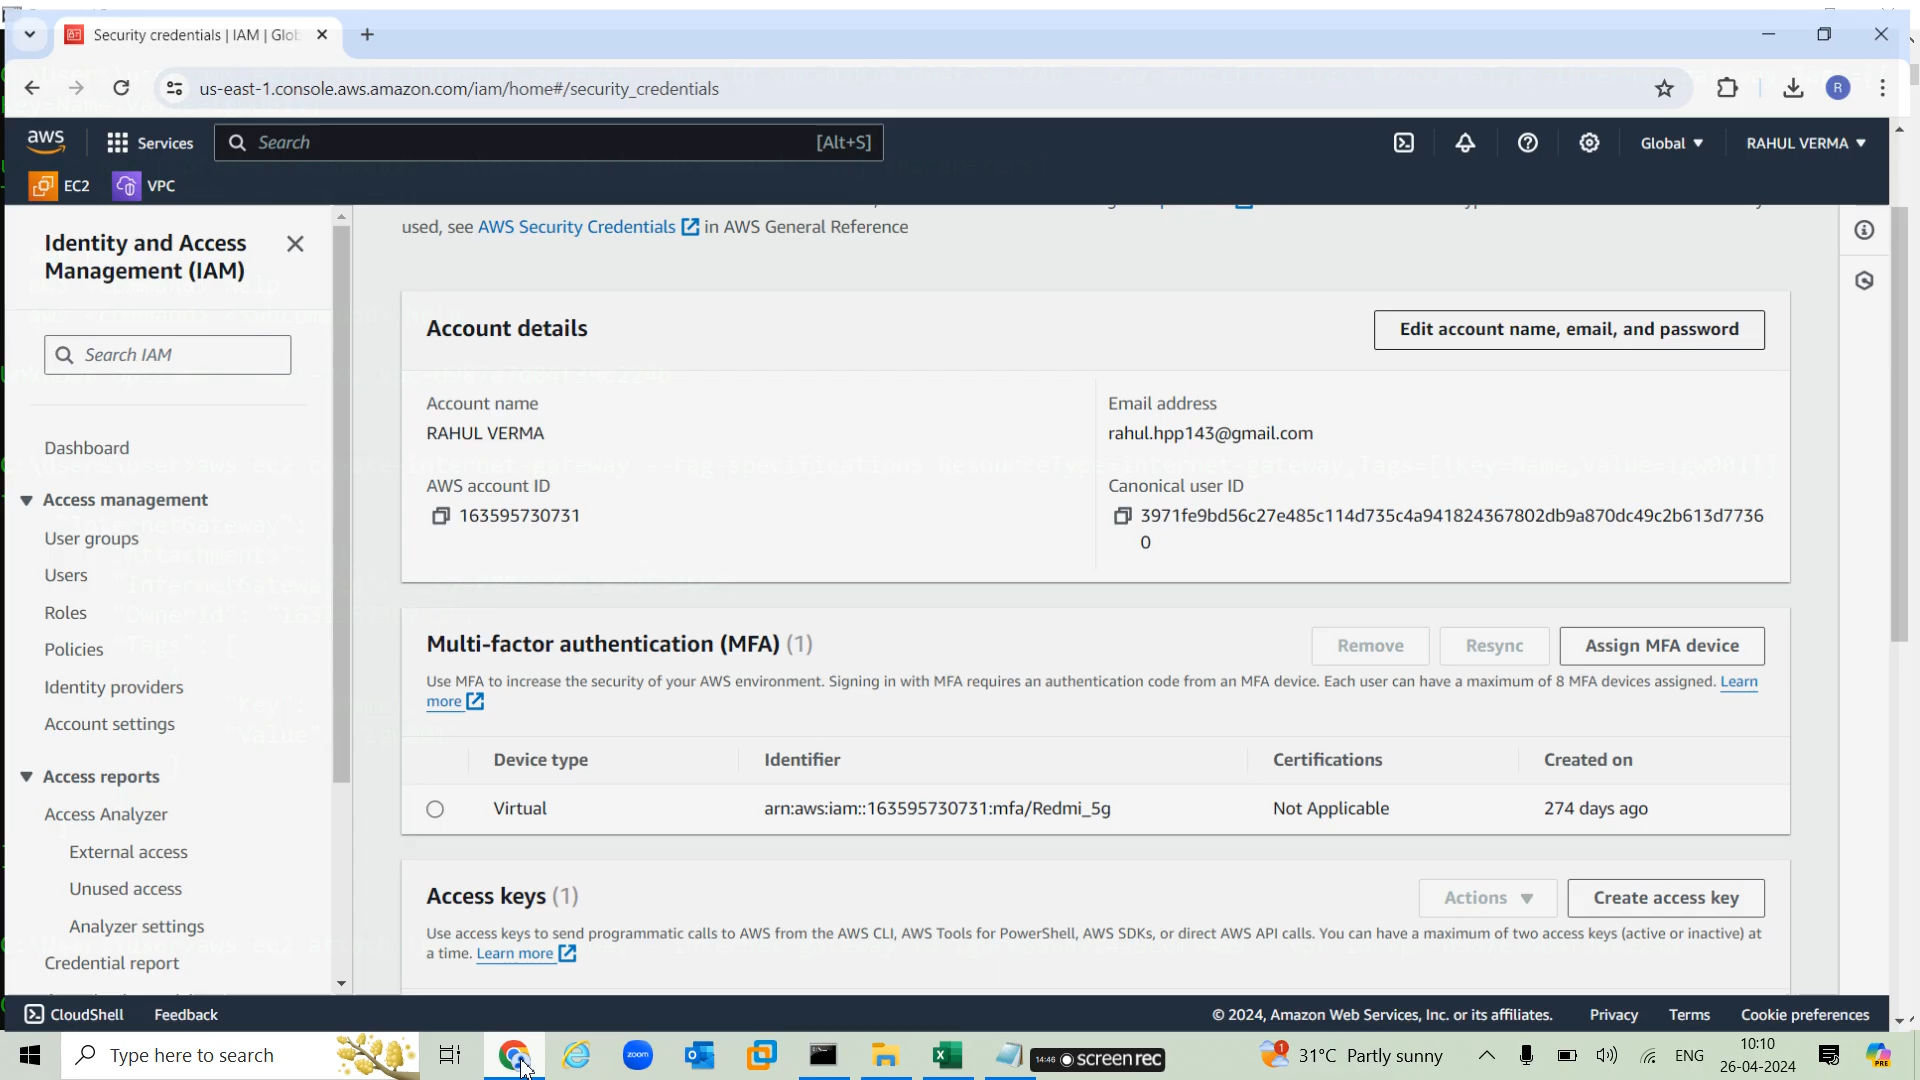 Security credentials | IAM | Glob
us-east-1.console.aws.amazon.com/iam/home#/security_credentials
R
aws
Services
Search
[Alt+S]
Global
RAHUL VERMA
EC2
VPC
Identity and Access Management (IAM)
Search IAM
Dashboard
Access management
User groups
Users
Roles
Policies
Identity providers
Account settings
Access reports
Access Analyzer
External access
Unused access
Analyzer settings
Credential report
used, see AWS Security Credentials in AWS General Reference
Account details
Edit account name, email, and password
Account name
RAHUL VERMA
Email address
rahul.hpp143@gmail.com
AWS account ID
163595730731
Canonical user ID
3971fe9bd56c27e485c114d735c4a941824367802db9a870dc49c2b613d7736
0
Multi-factor authentication (MFA) (1)
Remove
Resync
Assign MFA device
Use MFA to increase the security of your AWS environment. Signing in with MFA requires an authentication code from an MFA device. Each user can have a maximum of 8 MFA devices assigned. Learn
more
Device type
Identifier
Certifications
Created on
Virtual
arn:aws:iam::163595730731:mfa/Redmi_5g
Not Applicable
274 days ago
Access keys (1)
Actions
Create access key
Use access keys to send programmatic calls to AWS from the AWS CLI, AWS Tools for PowerShell, AWS SDKs, or direct AWS API calls. You can have a maximum of two access keys (active or inactive) at
a time. Learn more
CloudShell
Feedback
© 2024, Amazon Web Services, Inc. or its affiliates.
Privacy
Terms
Cookie preferences
Type here to search
zoom
14:46
screenrec
1
31°C Partly sunny
ENG
10:10
26-04-2024
PRE